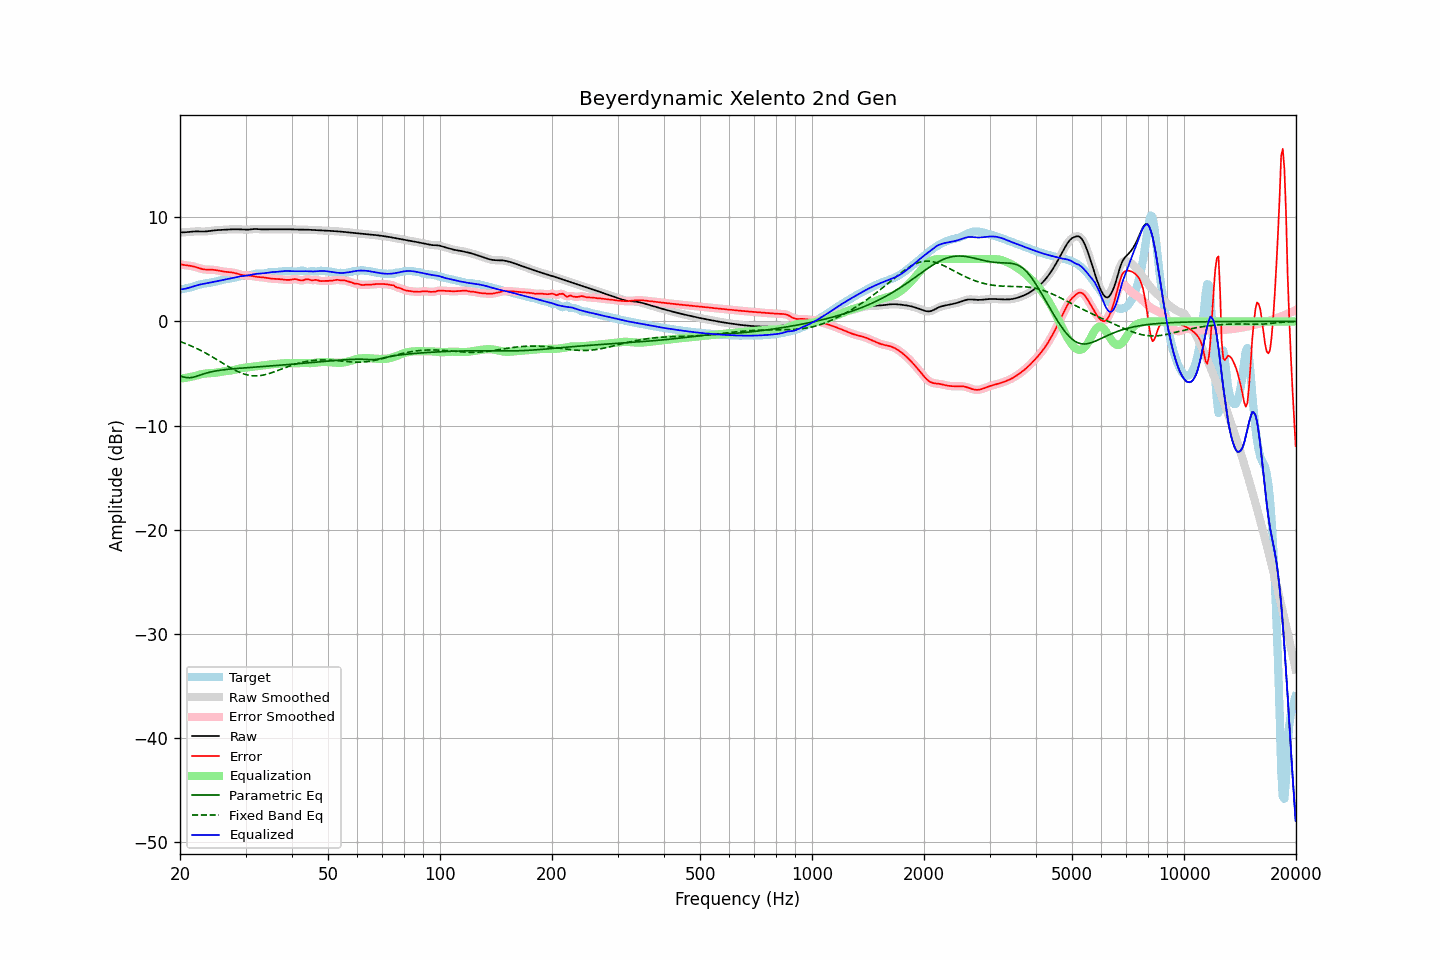 Beyerdynamic Xelento 2nd Gen
10
0
−10
−20
−30
−40
−50
Amplitude (dBr)
Target
Raw Smoothed
Error Smoothed
Raw
Error
Equalization
Parametric Eq
Fixed Band Eq
Equalized
20 50 100 200 500 1000 2000 5000 10000 20000
Frequency (Hz)